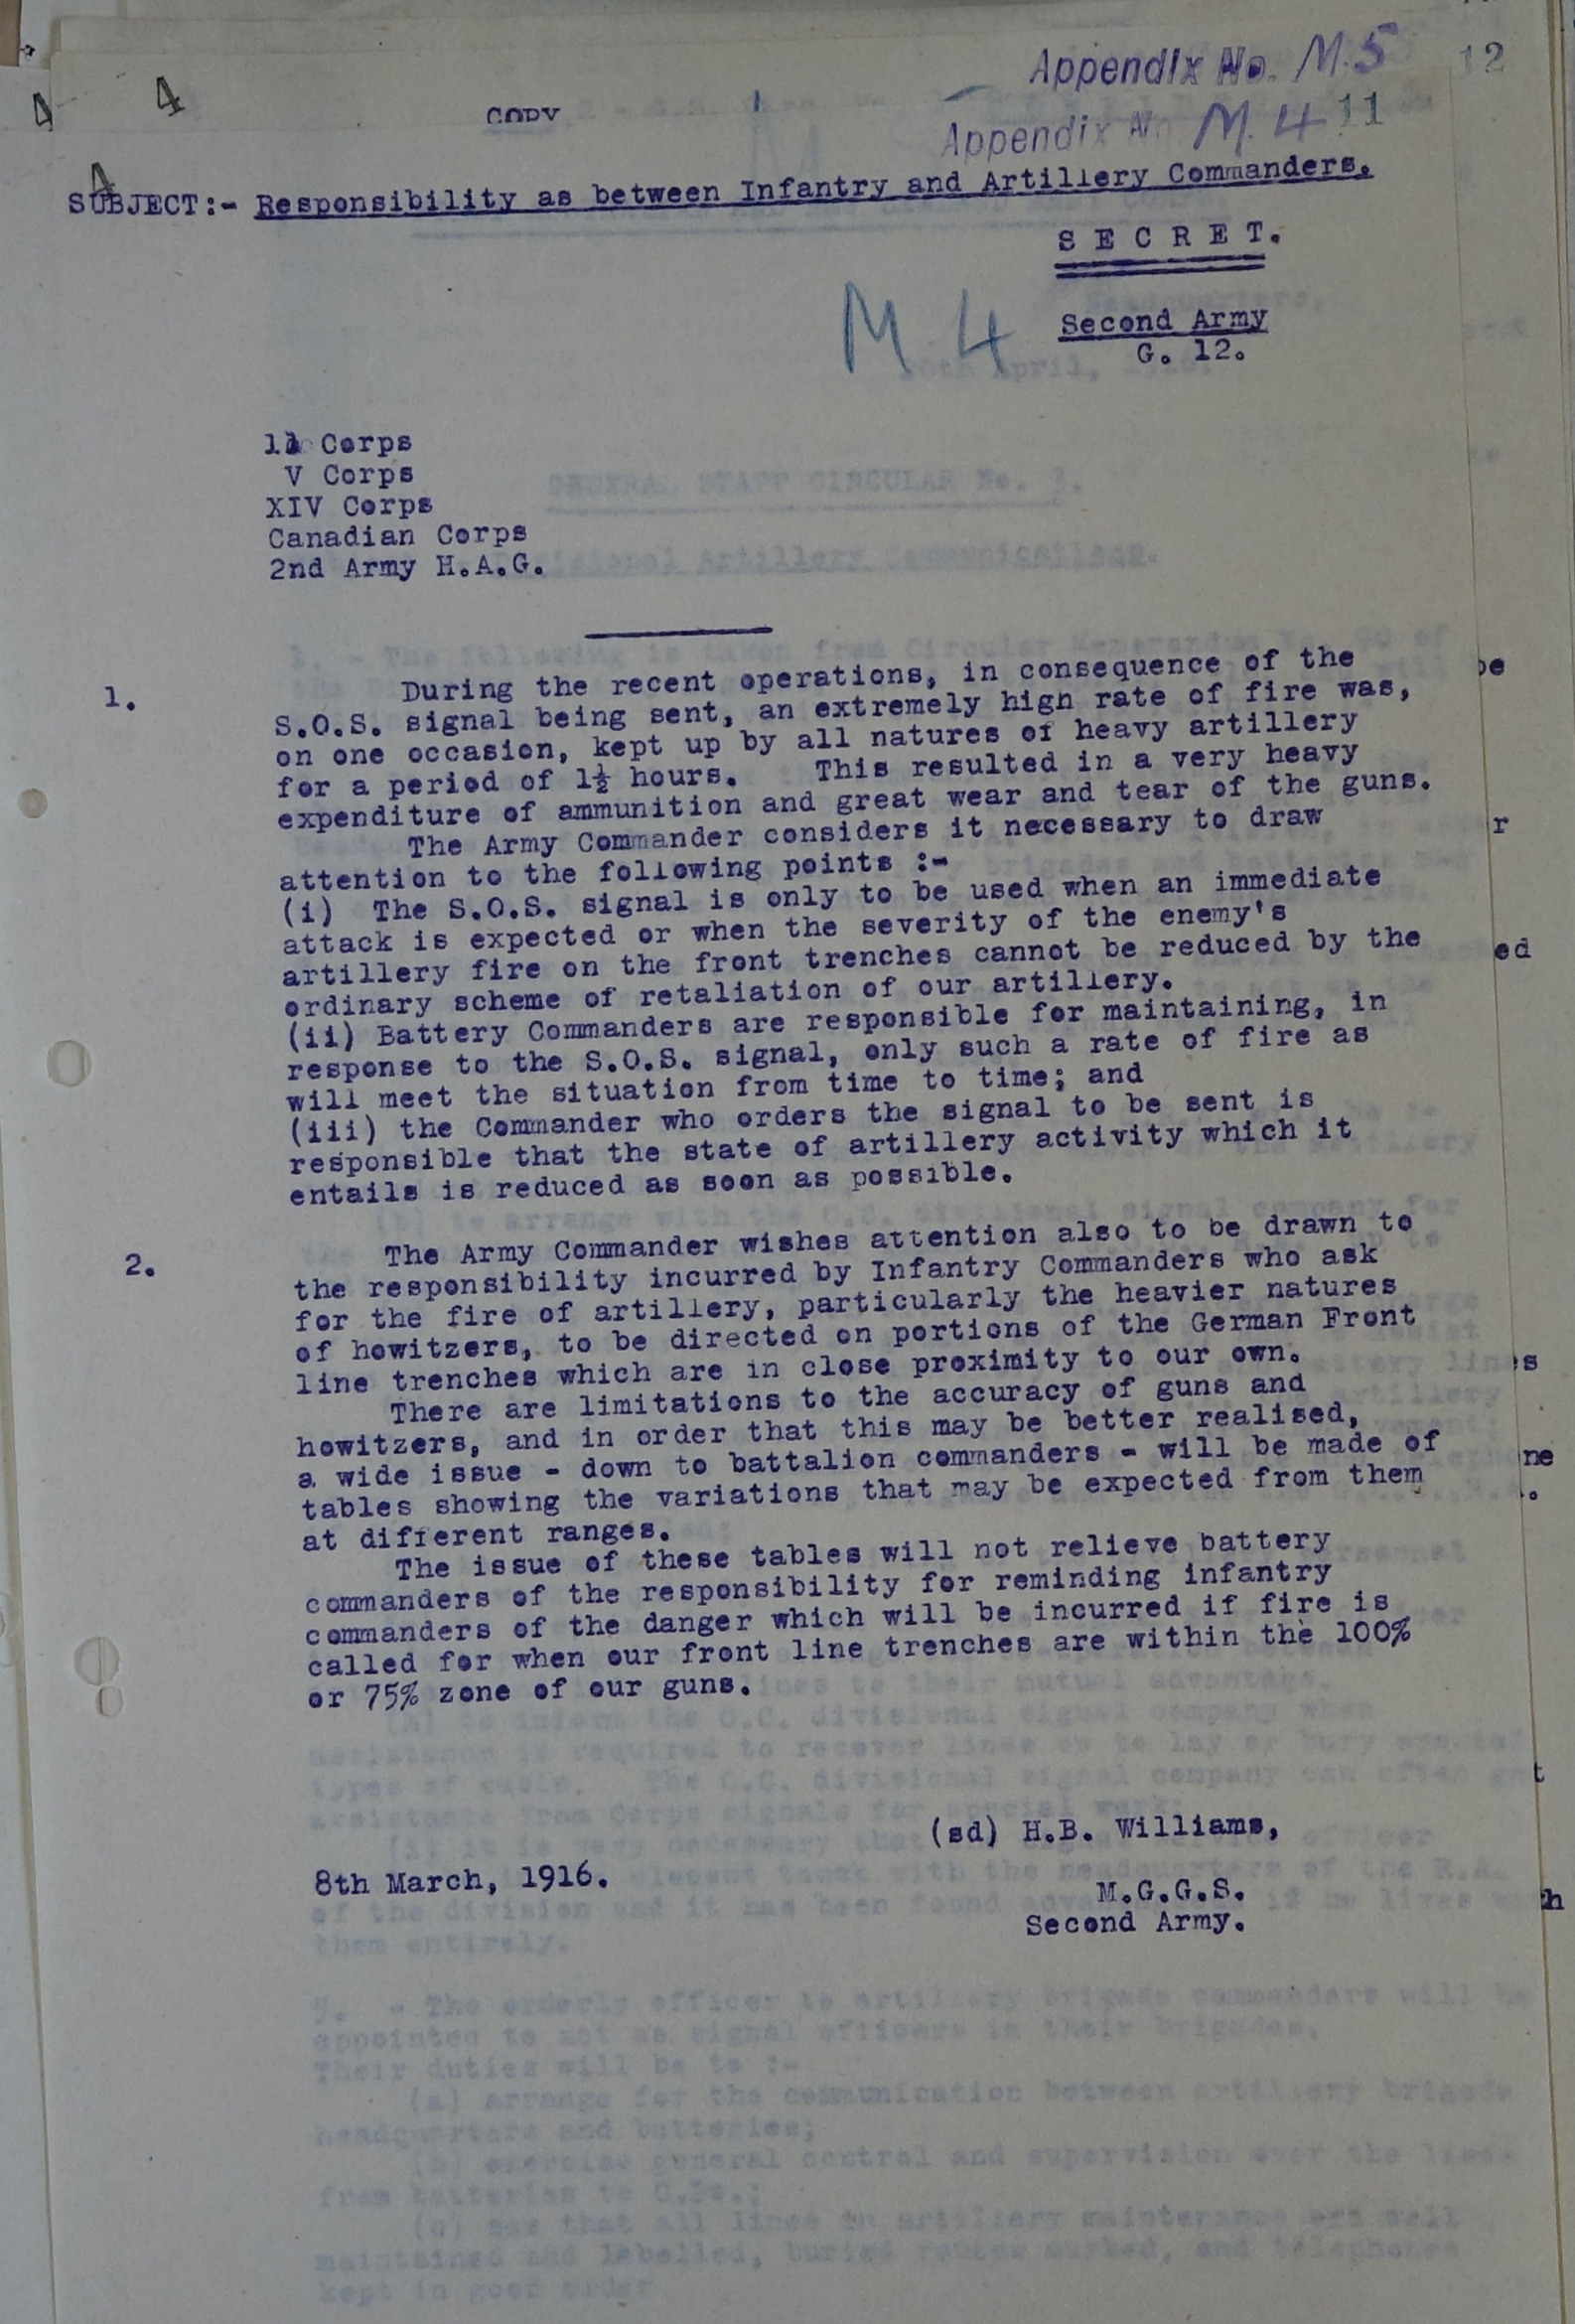 Appendix No. M.5
12
4
4
COPY
Appendix No M.4 11
4
SUBJECT:- Responsibility as between Infantry and Artillery Commanders.
S E C R E T.
M 4
Second Army
G. 12.
Corps
V Corps
XIV Corps
Canadian Corps
2nd Army H.A.G.
1. During the recent operations, in consequence of the
S.O.S. signal being sent, an extremely high rate of fire was,
on one occasion, kept up by all natures of heavy artillery
for a period of 1½ hours. This resulted in a very heavy
expenditure of ammunition and great wear and tear of the guns.
The Army Commander considers it necessary to draw
attention to the following points :-
(i) The S.O.S. signal is only to be used when an immediate
attack is expected or when the severity of the enemy's
artillery fire on the front trenches cannot be reduced by the
ordinary scheme of retaliation of our artillery.
(ii) Battery Commanders are responsible for maintaining, in
response to the S.O.S. signal, only such a rate of fire as
will meet the situation from time to time; and
(iii) the Commander who orders the signal to be sent is
responsible that the state of artillery activity which it
entails is reduced as soon as possible.
2. The Army Commander wishes attention also to be drawn to
the responsibility incurred by Infantry Commanders who ask
for the fire of artillery, particularly the heavier natures
of howitzers, to be directed on portions of the German Front
line trenches which are in close proximity to our own.
There are limitations to the accuracy of guns and
howitzers, and in order that this may be better realised,
a wide issue - down to battalion commanders - will be made of
tables showing the variations that may be expected from them
at different ranges.
The issue of these tables will not relieve battery
commanders of the responsibility for reminding infantry
commanders of the danger which will be incurred if fire is
called for when our front line trenches are within the 100%
or 75% zone of our guns.
(sd) H.B. Williams,
8th March, 1916.
M.G.G.S.
Second Army.